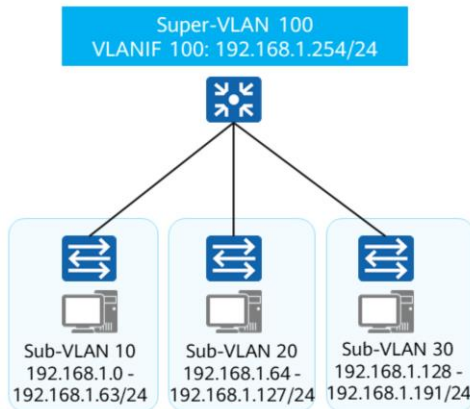 Super-VLAN 100
VLANIF 100: 192.168.1.254/24
Sub-VLAN 10
192.168.1.0 -
192.168.1.63/24
Sub-VLAN 20
192.168.1.64 -
192.168.1.127/24
Sub-VLAN 30
192.168.1.128 -
192.168.1.191/24